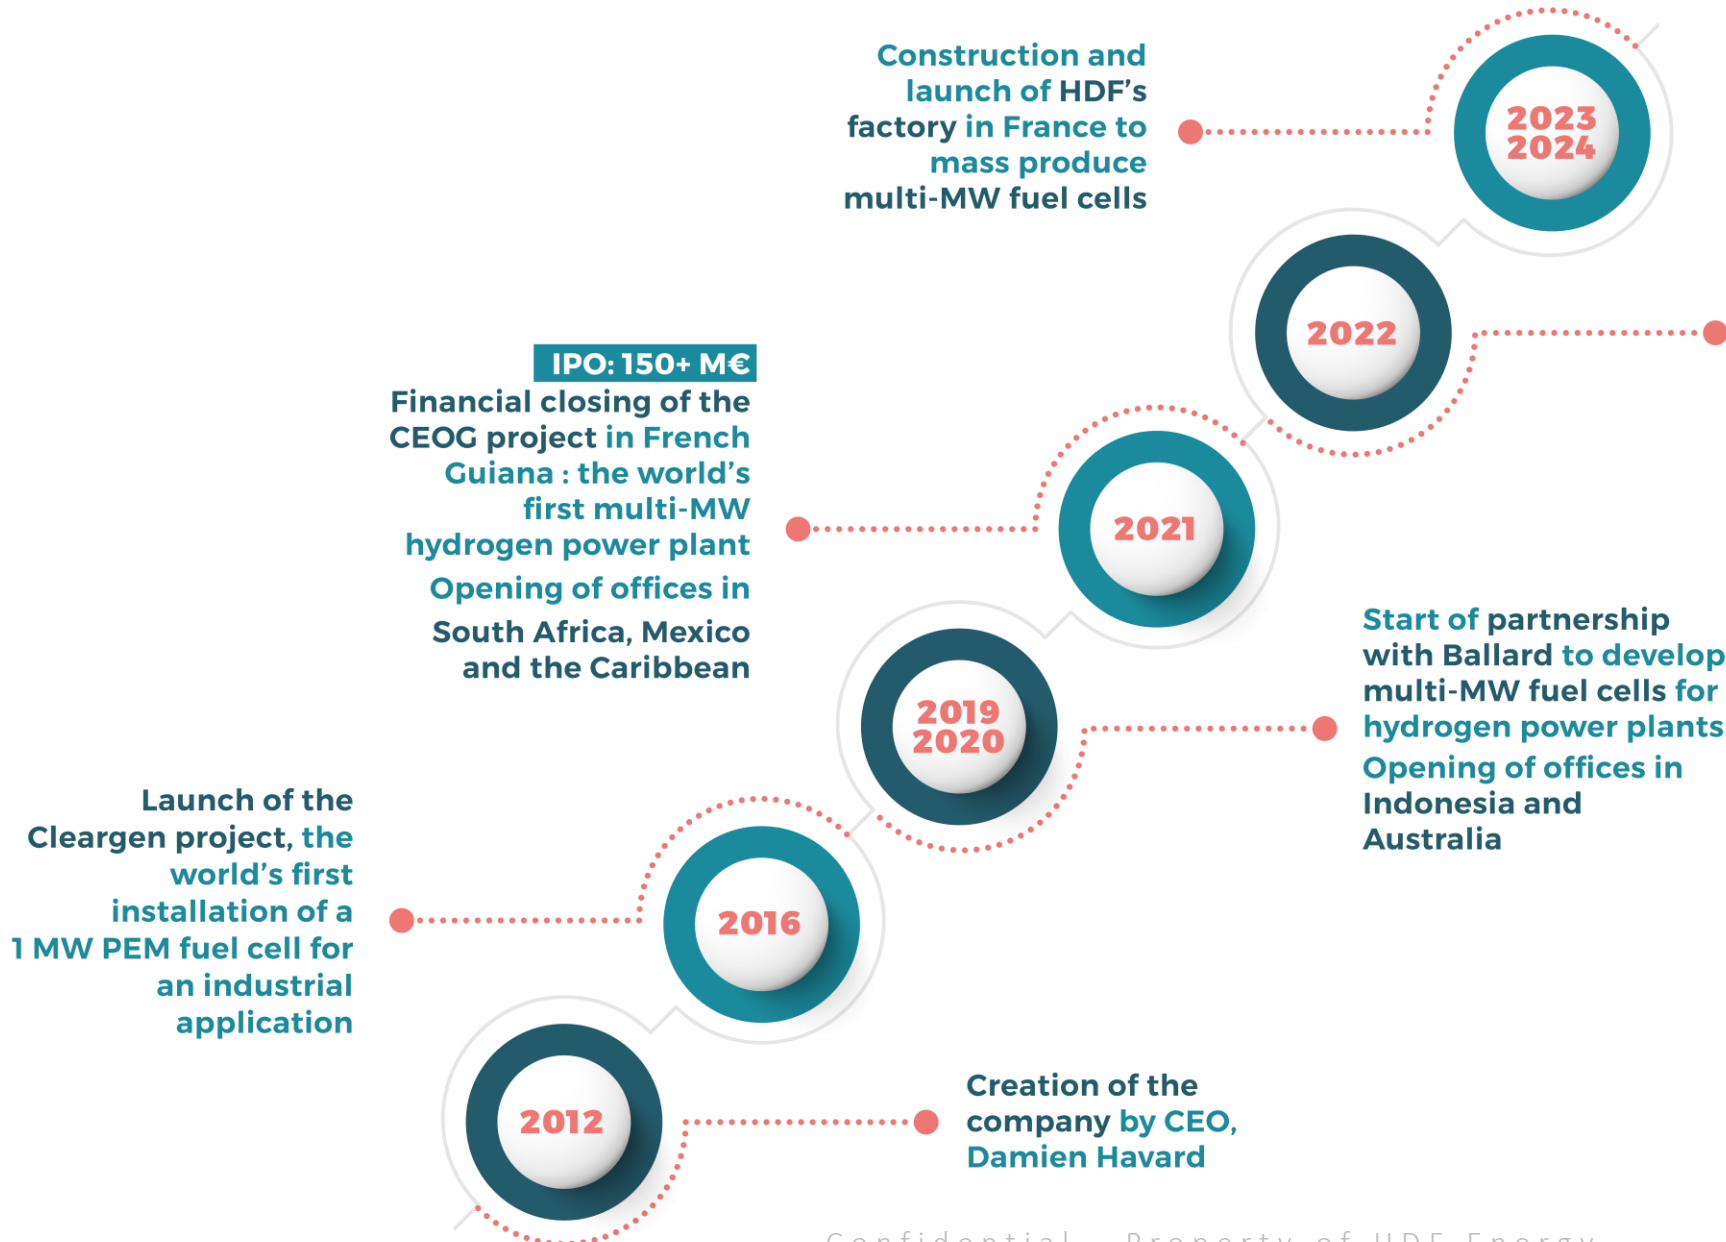 Construction and
launch of HDF's
factory in France to
mass produce
multi-MW fuel cells
2023
2024
2022
IPO: 150+ M€
Financial closing of the
CEOG project in French
Guiana : the world's
first multi-MW
hydrogen power plant
Opening of offices in
South Africa, Mexico
and the Caribbean
2021
Start of partnership
with Ballard to develop
multi-MW fuel cells for
hydrogen power plants
Opening of offices in
Indonesia and
Australia
2019
2020
Launch of the
Cleargen project, the
world's first
installation of a
1 MW PEM fuel cell for
an industrial
application
2016
2012
Creation of the
company by CEO,
Damien Havard
Confidential - Property of HDF Energy